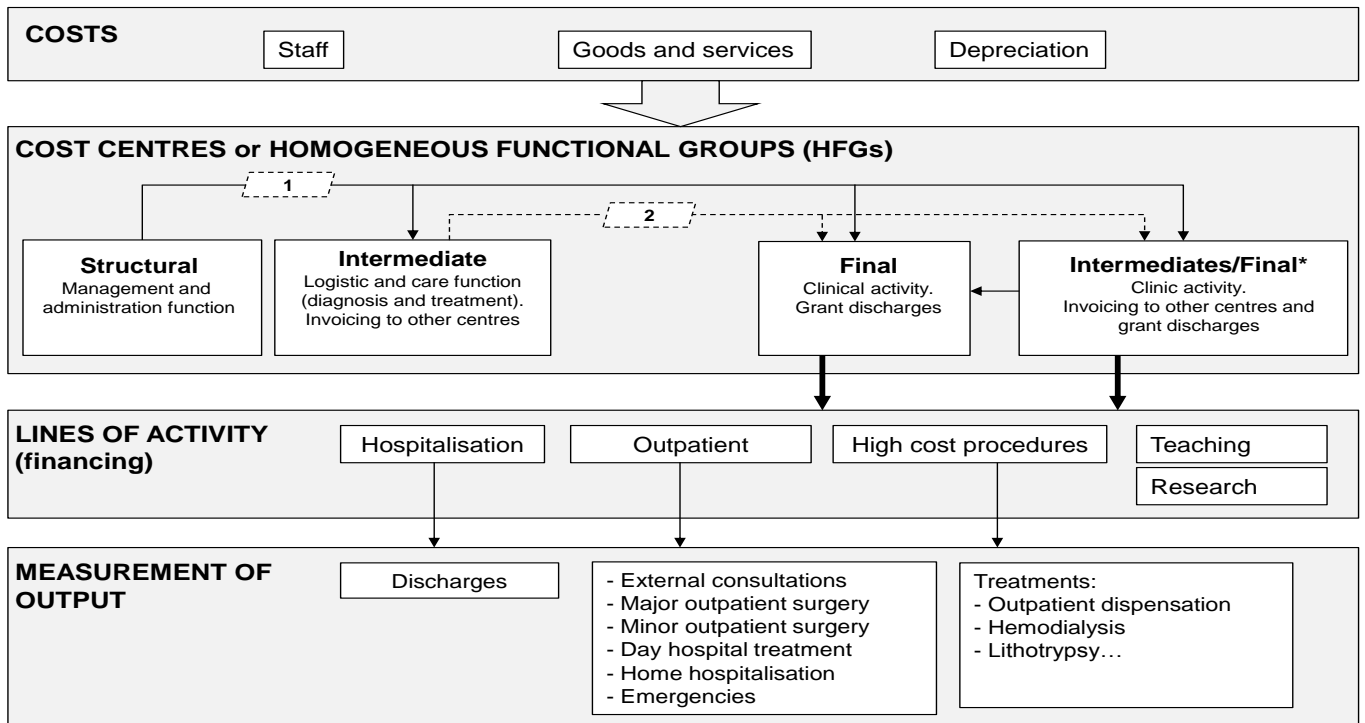 COSTS
Staff
Goods and services
Depreciation
COST CENTRES or HOMOGENEOUS FUNCTIONAL GROUPS (HFGs)
1
2
Structural
Management and
administration function
Intermediate
Logistic and care function
(diagnosis and treatment).
Invoicing to other centres
Final
Clinical activity.
Grant discharges
Intermediates/Final*
Clinic activity.
Invoicing to other centres and
grant discharges
LINES OF ACTIVITY
(financing)
Hospitalisation
Outpatient
High cost procedures
Teaching
Research
MEASUREMENT OF
OUTPUT
Discharges
- External consultations
- Major outpatient surgery
- Minor outpatient surgery
- Day hospital treatment
- Home hospitalisation
- Emergencies
Treatments:
- Outpatient dispensation
- Hemodialysis
- Lithotrypsy…